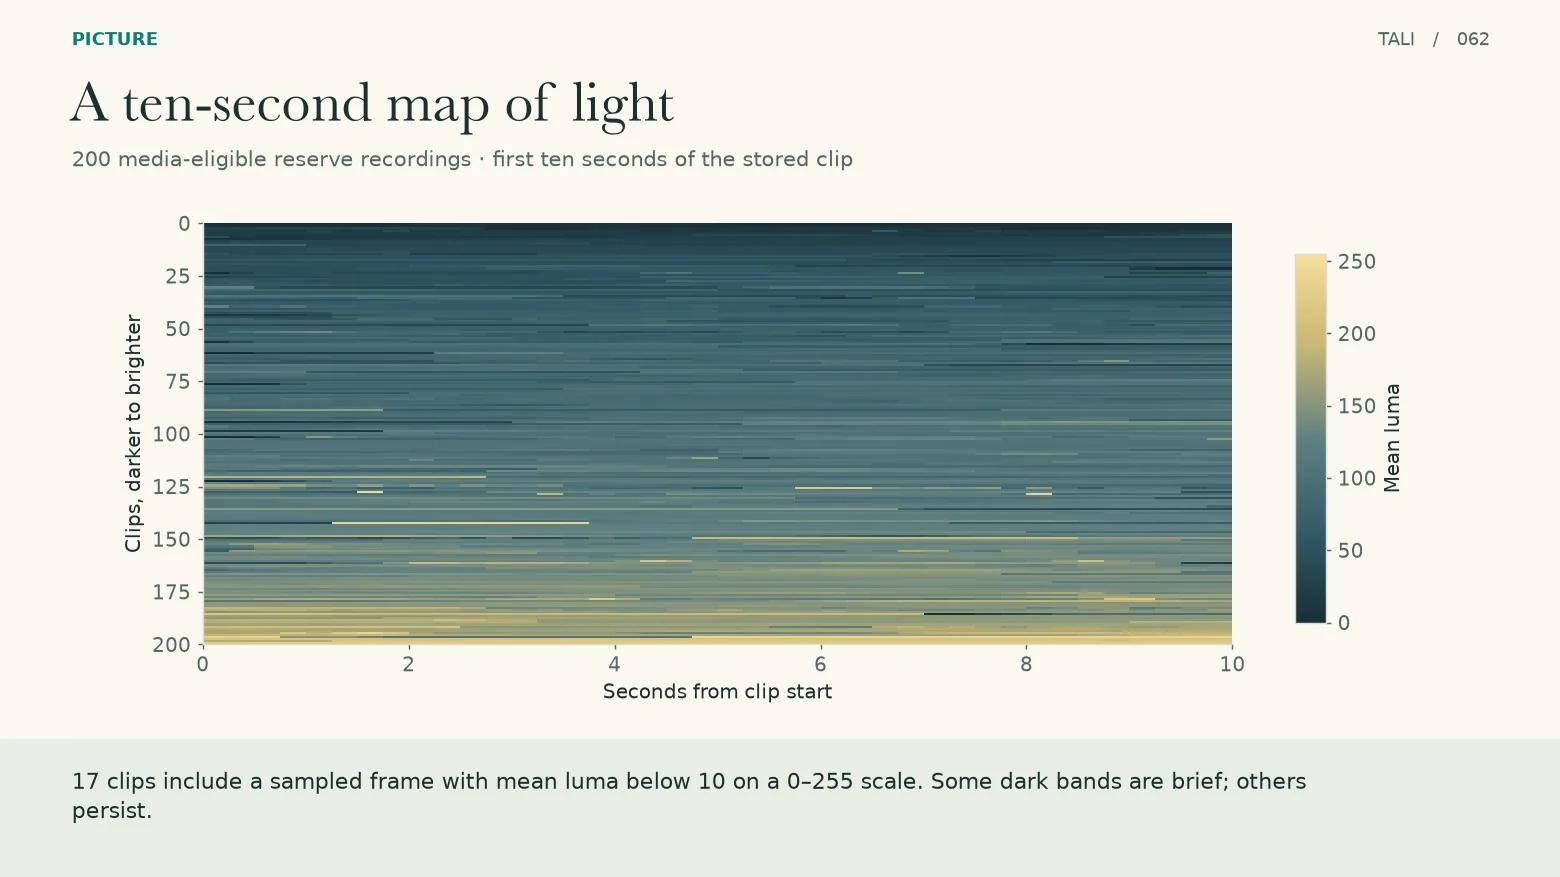 PICTURE
TALI / 062
A ten-second map of light
200 media-eligible reserve recordings · first ten seconds of the stored clip
Clips, darker to brighter
0
25
50
75
100
125
150
175
200
0 2 4 6 8 10
Seconds from clip start
250
200
150
100
50
0
Mean luma
17 clips include a sampled frame with mean luma below 10 on a 0–255 scale. Some dark bands are brief; others
persist.